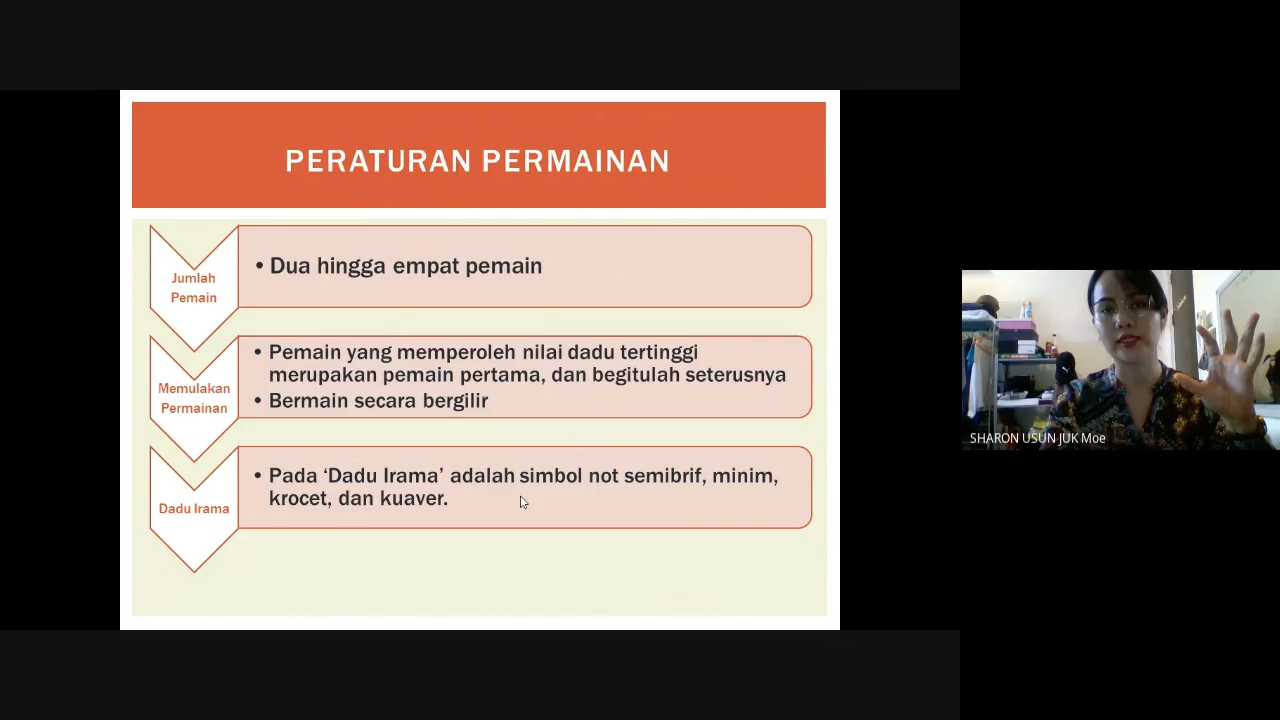 PERATURAN PERMAINAN
Jumlah
Pemain
• Dua hingga empat pemain
Memulakan
Permainan
• Pemain yang memperoleh nilai dadu tertinggi
merupakan pemain pertama, dan begitulah seterusnya
• Bermain secara bergilir
Dadu Irama
• Pada ‘Dadu Irama’ adalah simbol not semibrif, minim,
krocet, dan kuaver.
SHARON USUN JUK Moe